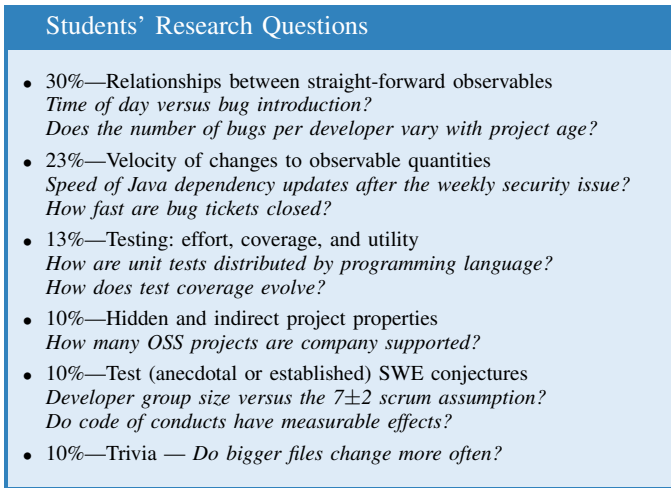 Students' Research Questions
• 30%—Relationships between straight-forward observables
Time of day versus bug introduction?
Does the number of bugs per developer vary with project age?
• 23%—Velocity of changes to observable quantities
Speed of Java dependency updates after the weekly security issue?
How fast are bug tickets closed?
• 13%—Testing: effort, coverage, and utility
How are unit tests distributed by programming language?
How does test coverage evolve?
• 10%—Hidden and indirect project properties
How many OSS projects are company supported?
• 10%—Test (anecdotal or established) SWE conjectures
Developer group size versus the 7±2 scrum assumption?
Do code of conducts have measurable effects?
• 10%—Trivia — Do bigger files change more often?